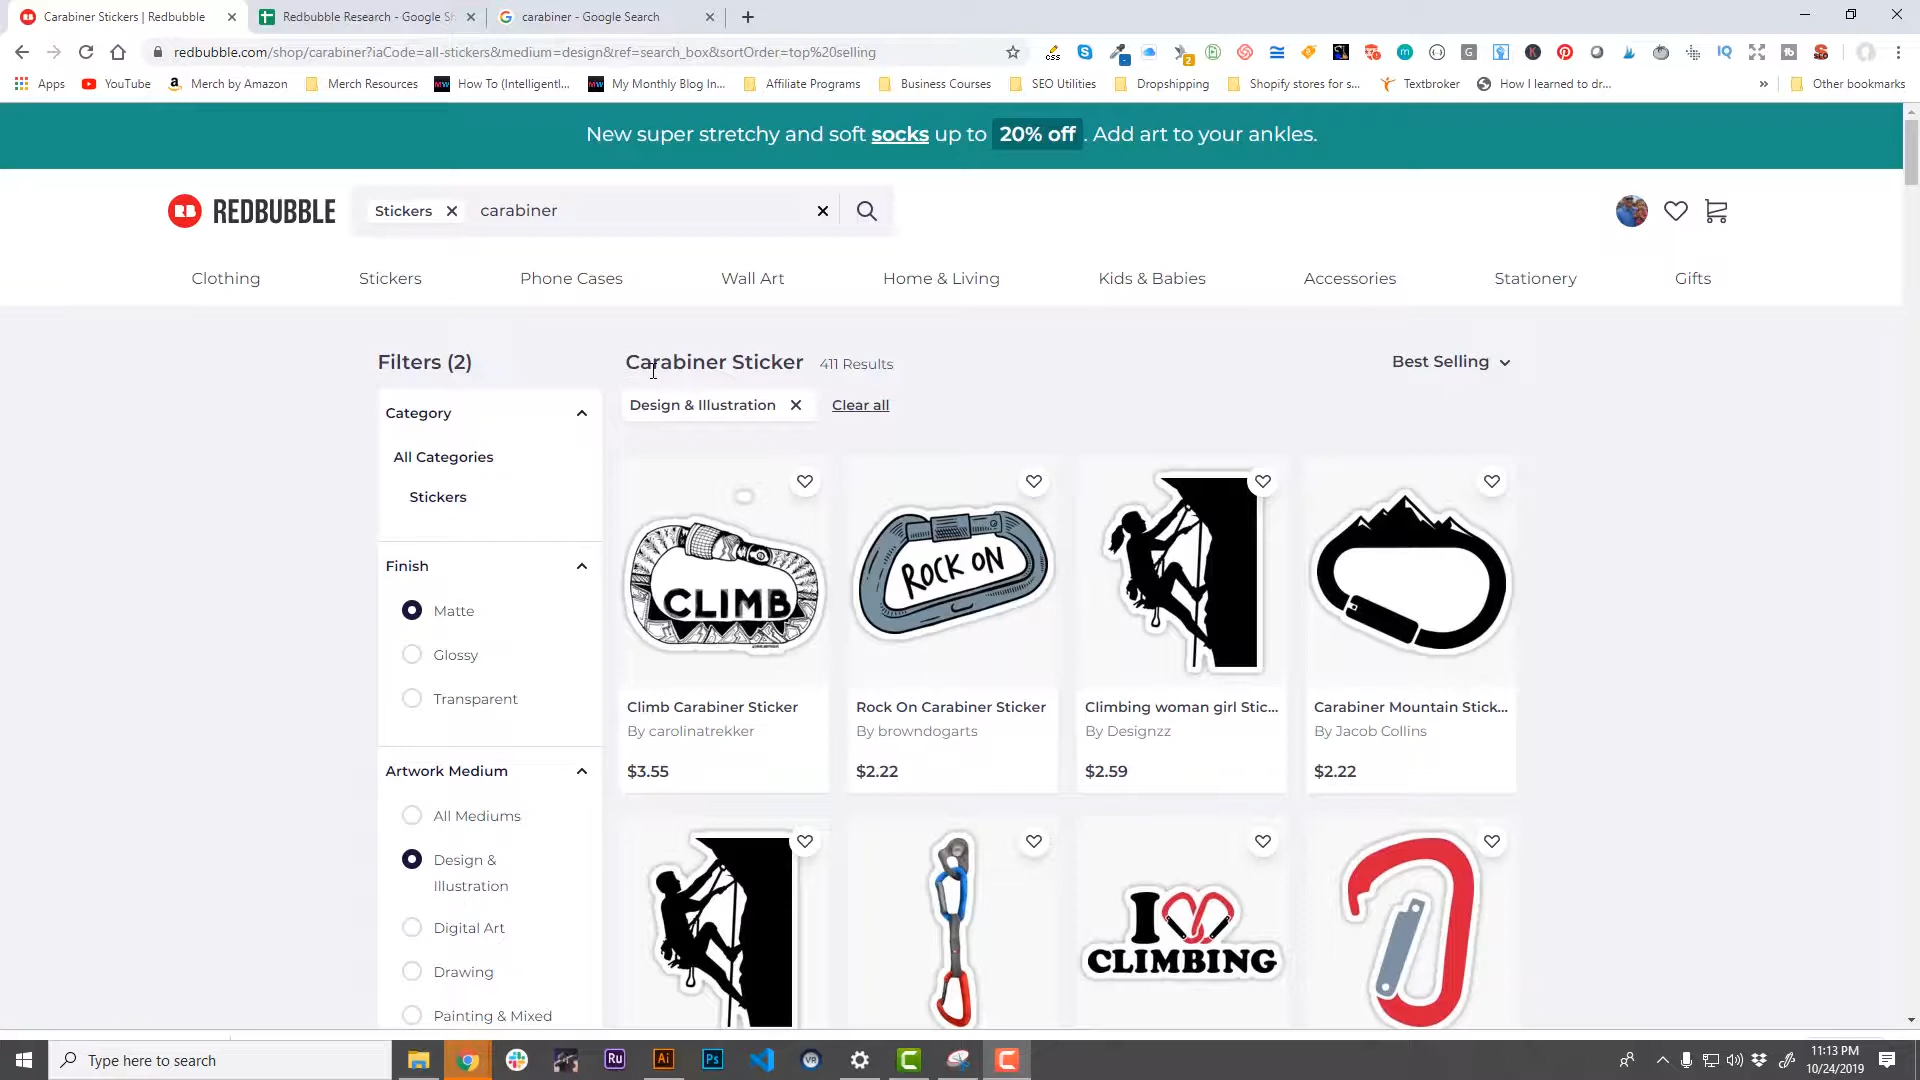 Carabiner Stickers | Redbubble
Redbubble Research - Google Sh
carabiner - Google Search
redbubble.com/shop/carabiner?iaCode=all-stickers&medium=design&ref=search_box&sortOrder=top%20selling
Apps
YouTube
Merch by Amazon
Merch Resources
How To (Intelligentl...
My Monthly Blog In...
Affiliate Programs
Business Courses
SEO Utilities
Dropshipping
Shopify stores for s...
Textbroker
How I learned to dr...
Other bookmarks
New super stretchy and soft socks up to 20% off. Add art to your ankles.
RB REDBUBBLE
Stickers
carabiner
Clothing
Stickers
Phone Cases
Wall Art
Home & Living
Kids & Babies
Accessories
Stationery
Gifts
Filters (2)
Carabiner Sticker 411 Results
Best Selling
Design & Illustration
Clear all
Category
All Categories
Stickers
Finish
Matte
Glossy
Transparent
Artwork Medium
All Mediums
Design &
Illustration
Digital Art
Drawing
Painting & Mixed
CLIMB
ROCK ON
Climb Carabiner Sticker
By carolinatrekker
$3.55
Rock On Carabiner Sticker
By browndogarts
$2.22
Climbing woman girl Stic...
By Designzz
$2.59
Carabiner Mountain Stick...
By Jacob Collins
$2.22
I
CLIMBING
Type here to search
Ru
Ai
Ps
VR
11:13 PM
10/24/2019